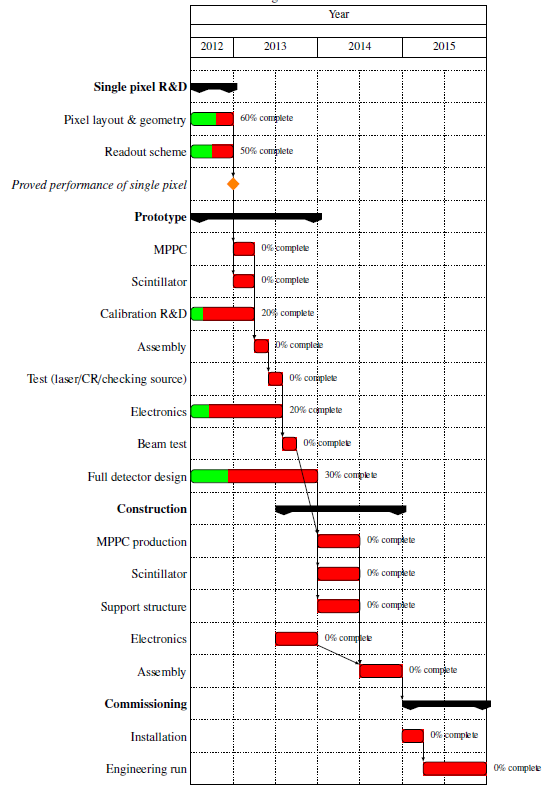 Year
2012 2013 2014 2015
Single pixel R&D
Pixel layout & geometry 60% complete
Readout scheme 50% complete
Proved performance of single pixel
Prototype
MPPC 0% complete
Scintillator 0% complete
Calibration R&D 20% complete
Assembly 0% complete
Test (laser/CR/checking source) 0% complete
Electronics 20% complete
Beam test 0% complete
Full detector design 30% complete
Construction
MPPC production 0% complete
Scintillator 0% complete
Support structure 0% complete
Electronics 0% complete
Assembly 0% complete
Commissioning
Installation 0% complete
Engineering run 0% complete